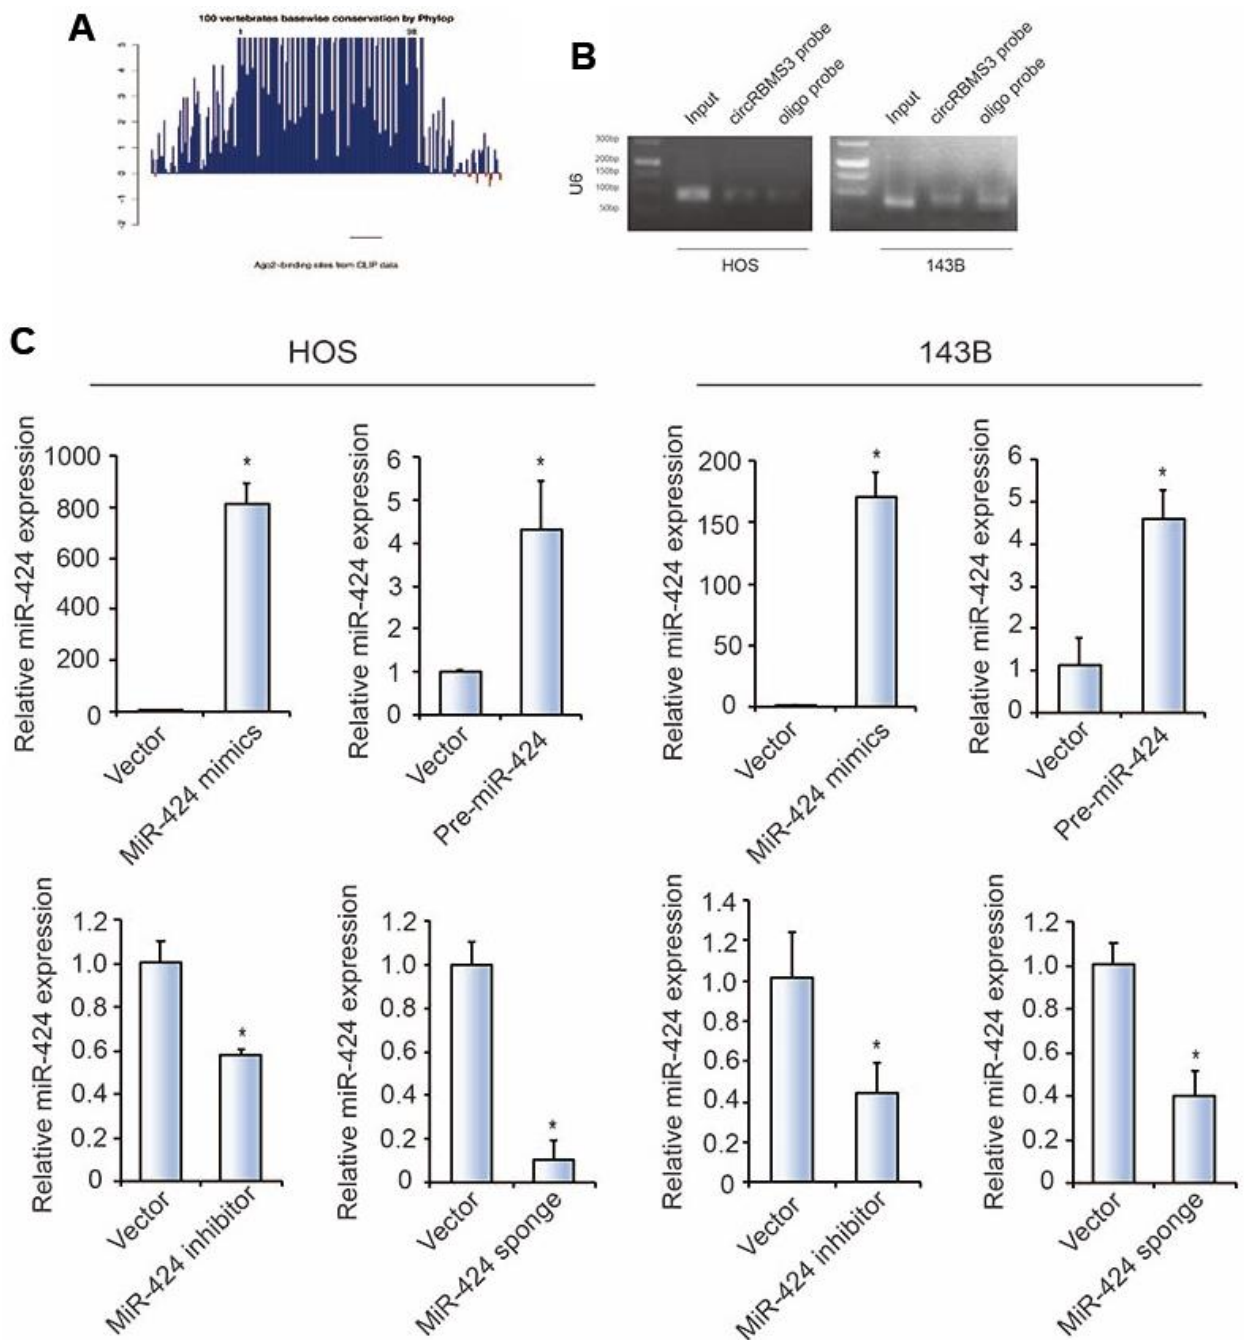 A
100 vertebrates basewise conservation by Phylop
1 98
5
4
3
2
1
0
-1
-2
Ago2-binding sites from CLIP data
B
Input circRBMS3 probe oligo probe
Input circRBMS3 probe oligo probe
U6
300bp
200bp
150bp
100bp
50bp
HOS
143B
C
HOS
143B
Relative miR-424 expression
1000
800
600
400
200
0
*
Vector MiR-424 mimics
Relative miR-424 expression
6
5
4
3
2
1
0
*
Vector Pre-miR-424
Relative miR-424 expression
200
150
100
50
0
*
Vector MiR-424 mimics
Relative miR-424 expression
6
5
4
3
2
1
0
*
Vector Pre-miR-424
Relative miR-424 expression
1.2
1.0
0.8
0.6
0.4
0.2
0
*
Vector MiR-424 inhibitor
Relative miR-424 expression
1.2
1.0
0.8
0.6
0.4
0.2
0
*
Vector MiR-424 sponge
Relative miR-424 expression
1.4
1.2
1.0
0.8
0.6
0.4
0.2
0
*
Vector MiR-424 inhibitor
Relative miR-424 expression
1.2
1.0
0.8
0.6
0.4
0.2
0
*
Vector MiR-424 sponge